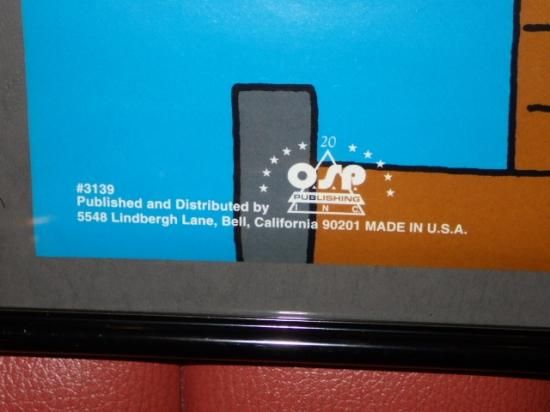 20
O.S.P.
PUBLISHING
INC
#3139
Published and Distributed by
5548 Lindbergh Lane, Bell, California 90201 MADE IN U.S.A.